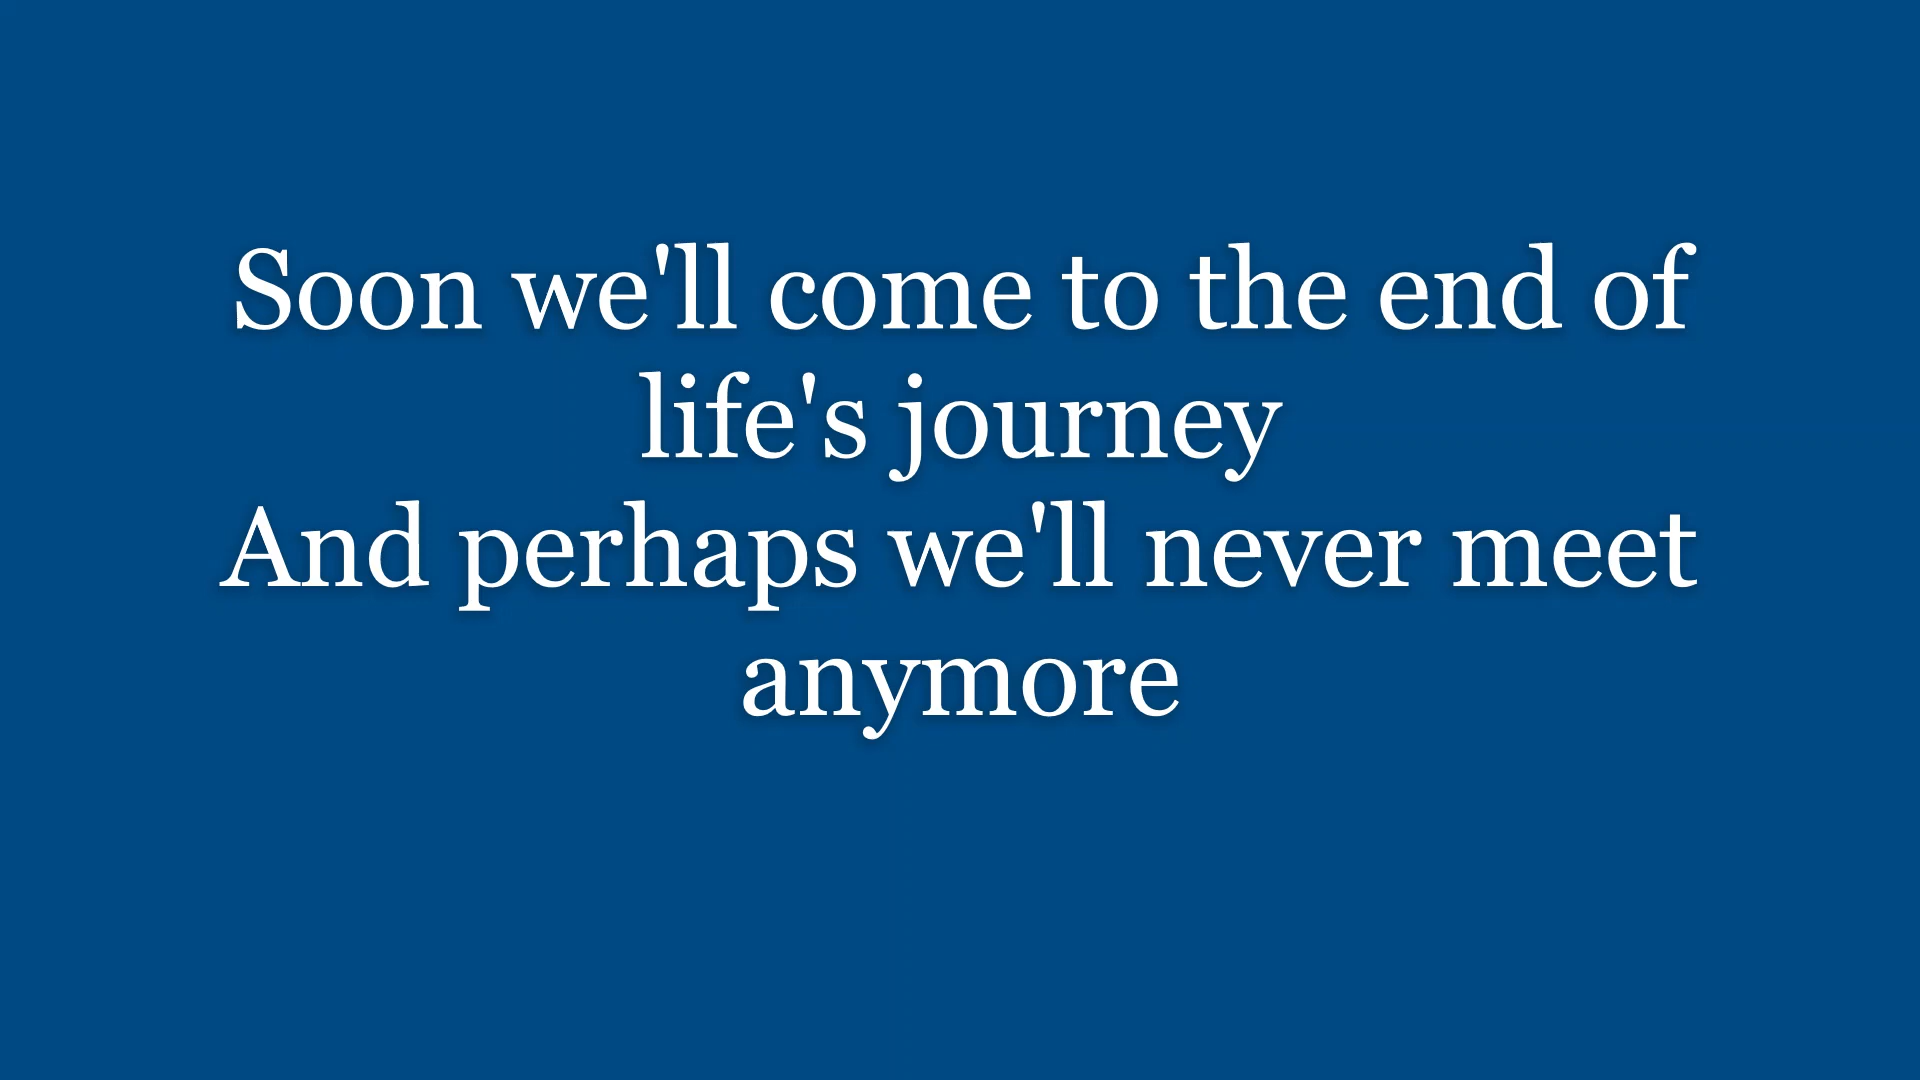 Soon we'll come to the end of
life's journey
And perhaps we'll never meet
anymore